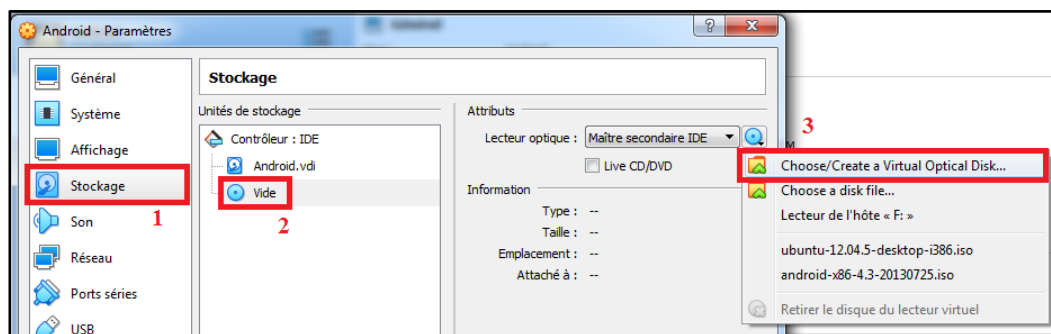 Android - Paramètres
Général
Système
Affichage
Stockage
1
Son
Réseau
Ports séries
USB
Stockage
Unités de stockage
Contrôleur : IDE
Android.vdi
Vide
2
Attributs
Lecteur optique : Maître secondaire IDE
Live CD/DVD
Information
Type : --
Taille : --
Emplacement : --
Attaché à : --
3
Choose/Create a Virtual Optical Disk...
Choose a disk file...
Lecteur de l'hôte « F: »
ubuntu-12.04.5-desktop-i386.iso
android-x86-4.3-20130725.iso
Retirer le disque du lecteur virtuel